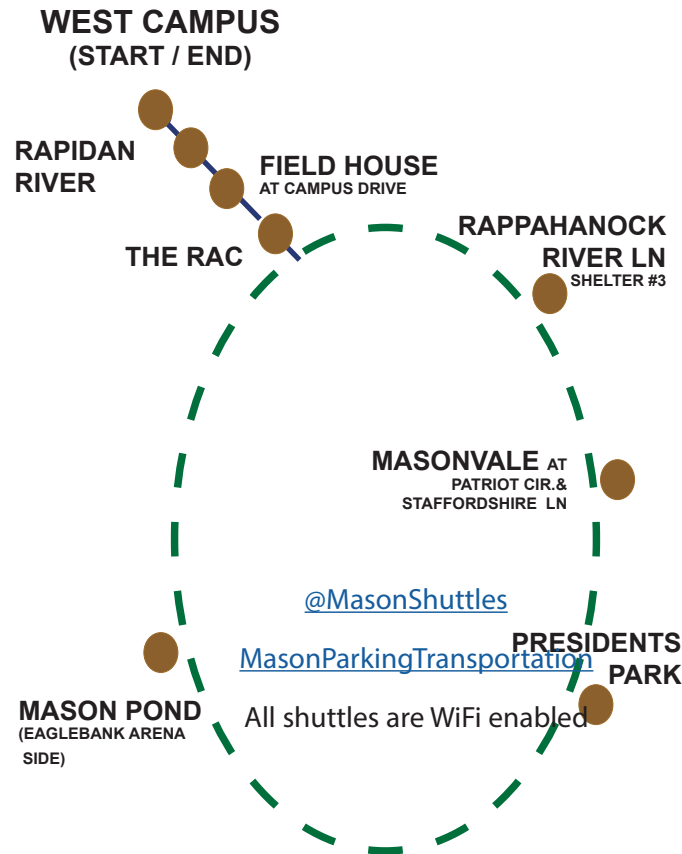 WEST CAMPUS
(START / END)
RAPIDAN
RIVER
FIELD HOUSE
AT CAMPUS DRIVE
THE RAC
RAPPAHANOCK
RIVER LN
SHELTER #3
MASONVALE AT
PATRIOT CIR.&
STAFFORDSHIRE LN
@MasonShuttles
MasonParkingTransportation
PRESIDENTS
PARK
All shuttles are WiFi enabled
MASON POND
(EAGLEBANK ARENA
SIDE)